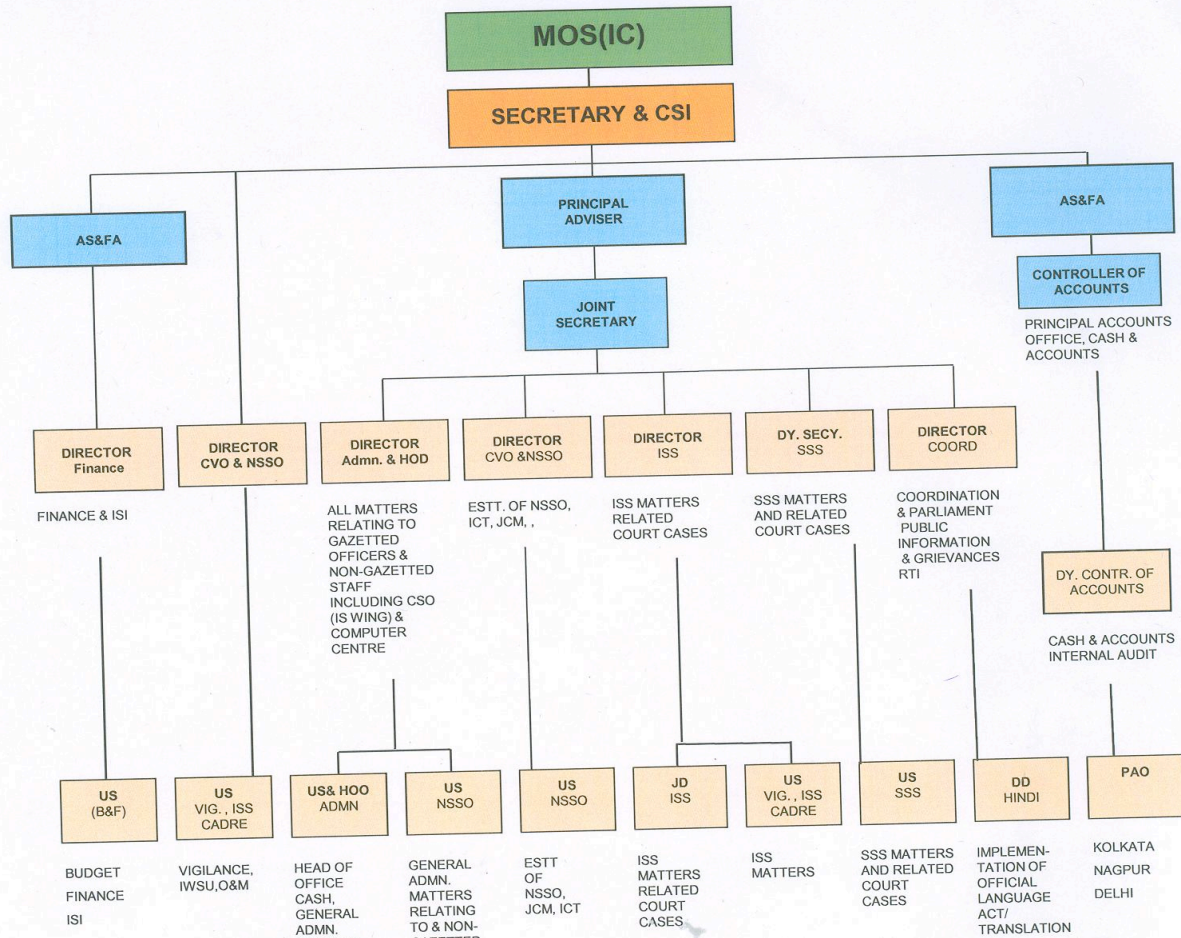 MOS(IC)
SECRETARY & CSI
AS&FA
PRINCIPAL
ADVISER
AS&FA
CONTROLLER OF
ACCOUNTS
PRINCIPAL ACCOUNTS
OFFFICE, CASH &
ACCOUNTS
JOINT
SECRETARY
DIRECTOR
Finance
FINANCE & ISI
DIRECTOR
CVO & NSSO
DIRECTOR
Admn. & HOD
ALL MATTERS
RELATING TO
GAZETTED
OFFICERS &
NON-GAZETTED
STAFF
INCLUDING CSO
(IS WING) &
COMPUTER
CENTRE
DIRECTOR
CVO &NSSO
ESTT. OF NSSO,
ICT, JCM, ,
DIRECTOR
ISS
ISS MATTERS
RELATED
COURT CASES
DY. SECY.
SSS
SSS MATTERS
AND RELATED
COURT CASES
DIRECTOR
COORD
COORDINATION
& PARLIAMENT
PUBLIC
INFORMATION
& GRIEVANCES
RTI
DY. CONTR. OF
ACCOUNTS
CASH & ACCOUNTS
INTERNAL AUDIT
US
(B&F)
BUDGET
FINANCE
ISI
US
VIG. , ISS
CADRE
VIGILANCE,
IWSU,O&M
US& HOO
ADMN
HEAD OF
OFFICE
CASH,
GENERAL
ADMN.
US
NSSO
GENERAL
ADMN.
MATTERS
RELATING
TO & NON-
US
NSSO
ESTT
OF
NSSO,
JCM, ICT
JD
ISS
ISS
MATTERS
RELATED
COURT
CASES
US
VIG. , ISS
CADRE
ISS
MATTERS
US
SSS
SSS MATTERS
AND RELATED
COURT
CASES
DD
HINDI
IMPLEMEN-
TATION OF
OFFICIAL
LANGUAGE
ACT/
TRANSLATION
PAO
KOLKATA
NAGPUR
DELHI